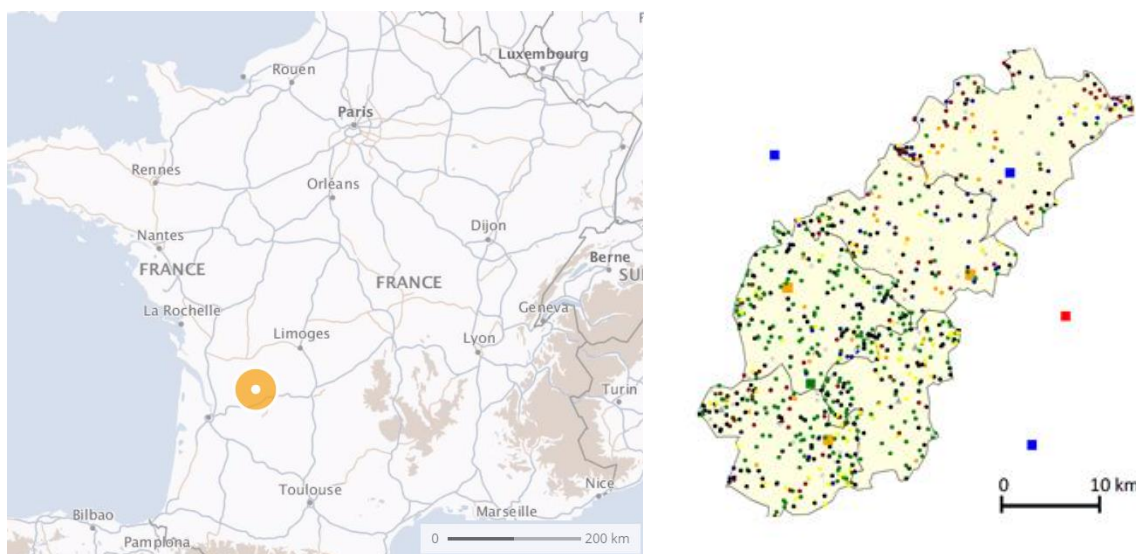 Luxembourg
Rouen
Paris
Rennes
Orléans
Dijon
Nantes
FRANCE
Berne
SUI
FRANCE
La Rochelle
Geneva
Limoges
Lyon
Turin
Toulouse
Nice
Marseille
Bilbao
Pamplona
0 200 km
0 10 km